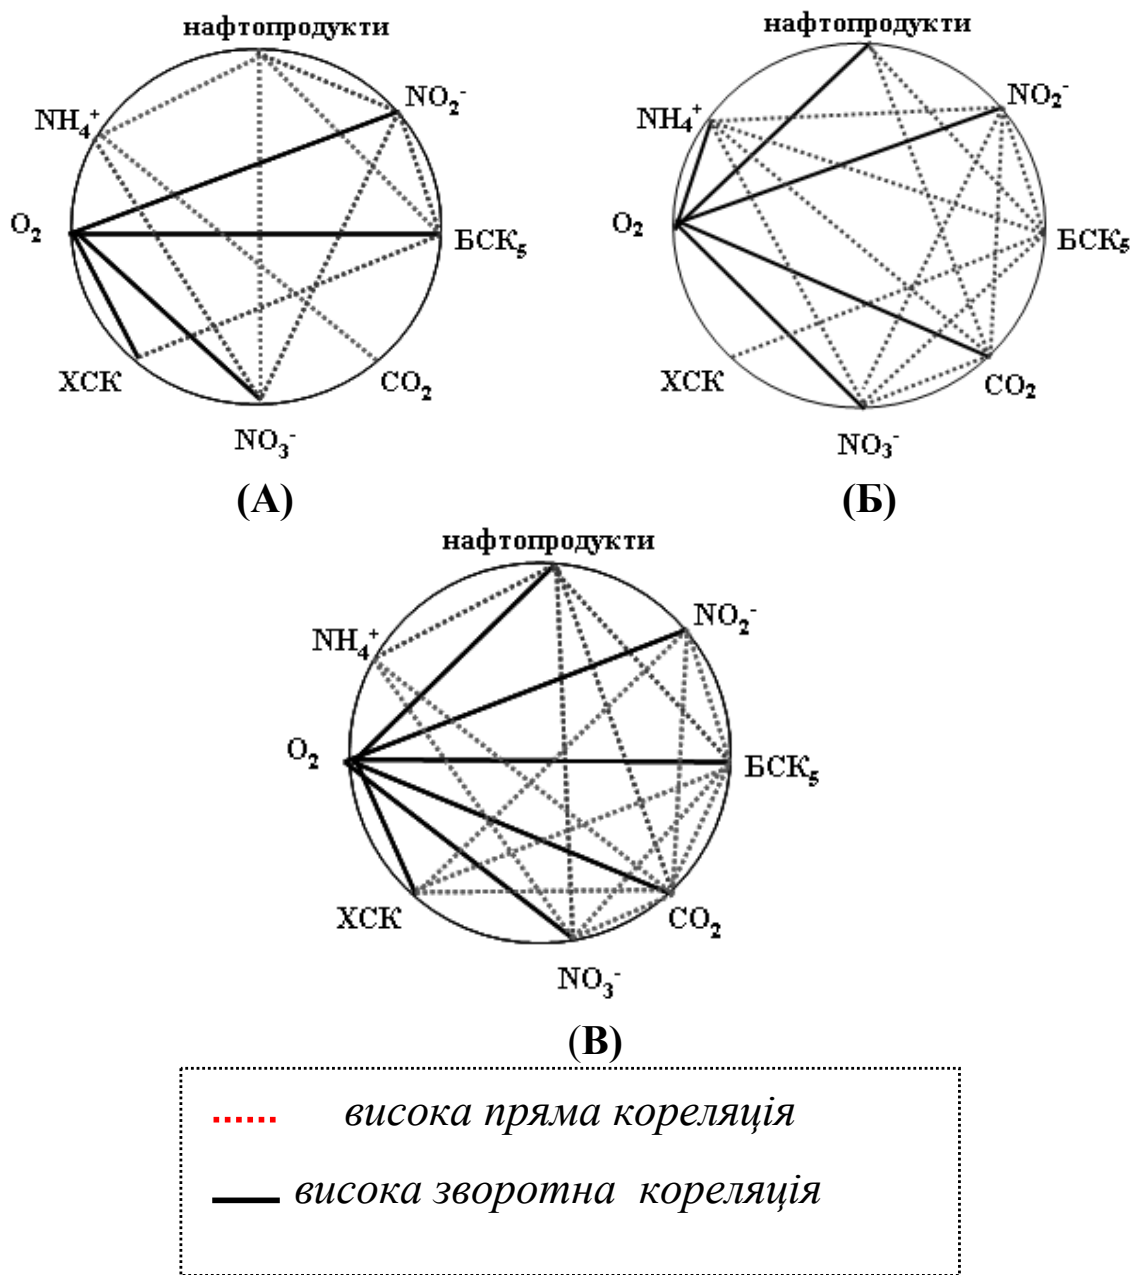 нафтопродукти
NO₂⁻
NH₄⁺
O₂
БСК₅
ХСК
CO₂
NO₃⁻
(А)
нафтопродукти
NO₂⁻
NH₄⁺
O₂
БСК₅
ХСК
CO₂
NO₃⁻
(Б)
нафтопродукти
NO₂⁻
NH₄⁺
O₂
БСК₅
ХСК
CO₂
NO₃⁻
(В)
висока пряма кореляція
висока зворотна кореляція